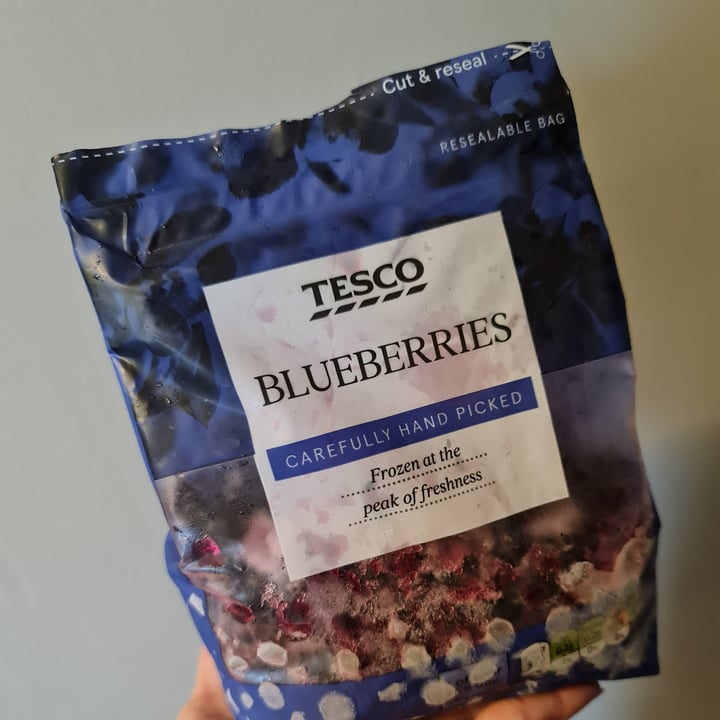 Cut & reseal
RESEALABLE BAG
TESCO
BLUEBERRIES
CAREFULLY HAND PICKED
Frozen at the
peak of freshness